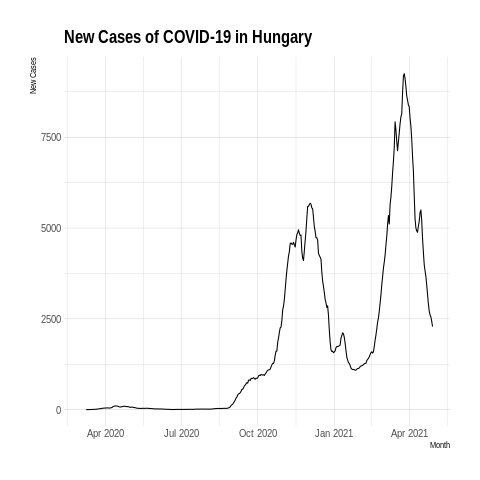 New Cases of COVID-19 in Hungary
New Cases
7500
5000
2500
0
Apr 2020 Jul 2020 Oct 2020 Jan 2021 Apr 2021
Month